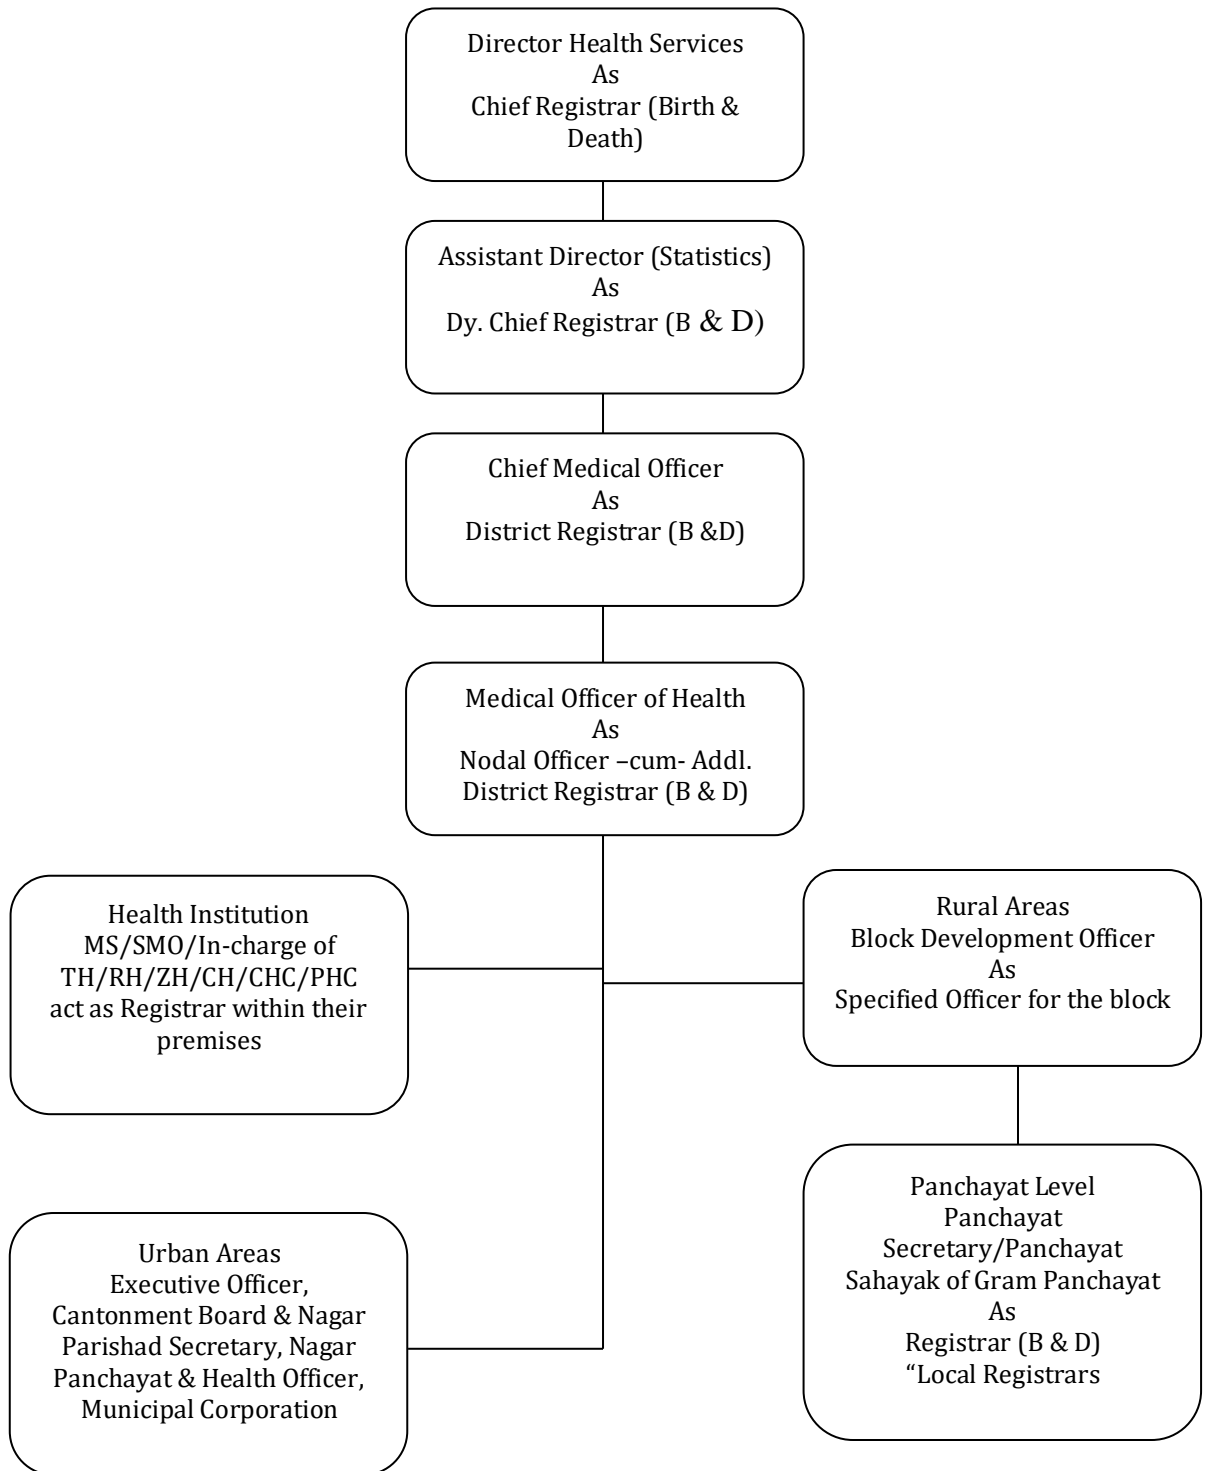 Director Health Services
As
Chief Registrar (Birth &
Death)
Assistant Director (Statistics)
As
Dy. Chief Registrar (B & D)
Chief Medical Officer
As
District Registrar (B &D)
Medical Officer of Health
As
Nodal Officer –cum- Addl.
District Registrar (B & D)
Health Institution
MS/SMO/In-charge of
TH/RH/ZH/CH/CHC/PHC
act as Registrar within their
premises
Rural Areas
Block Development Officer
As
Specified Officer for the block
Panchayat Level
Panchayat
Secretary/Panchayat
Sahayak of Gram Panchayat
As
Registrar (B & D)
“Local Registrars
Urban Areas
Executive Officer,
Cantonment Board & Nagar
Parishad Secretary, Nagar
Panchayat & Health Officer,
Municipal Corporation